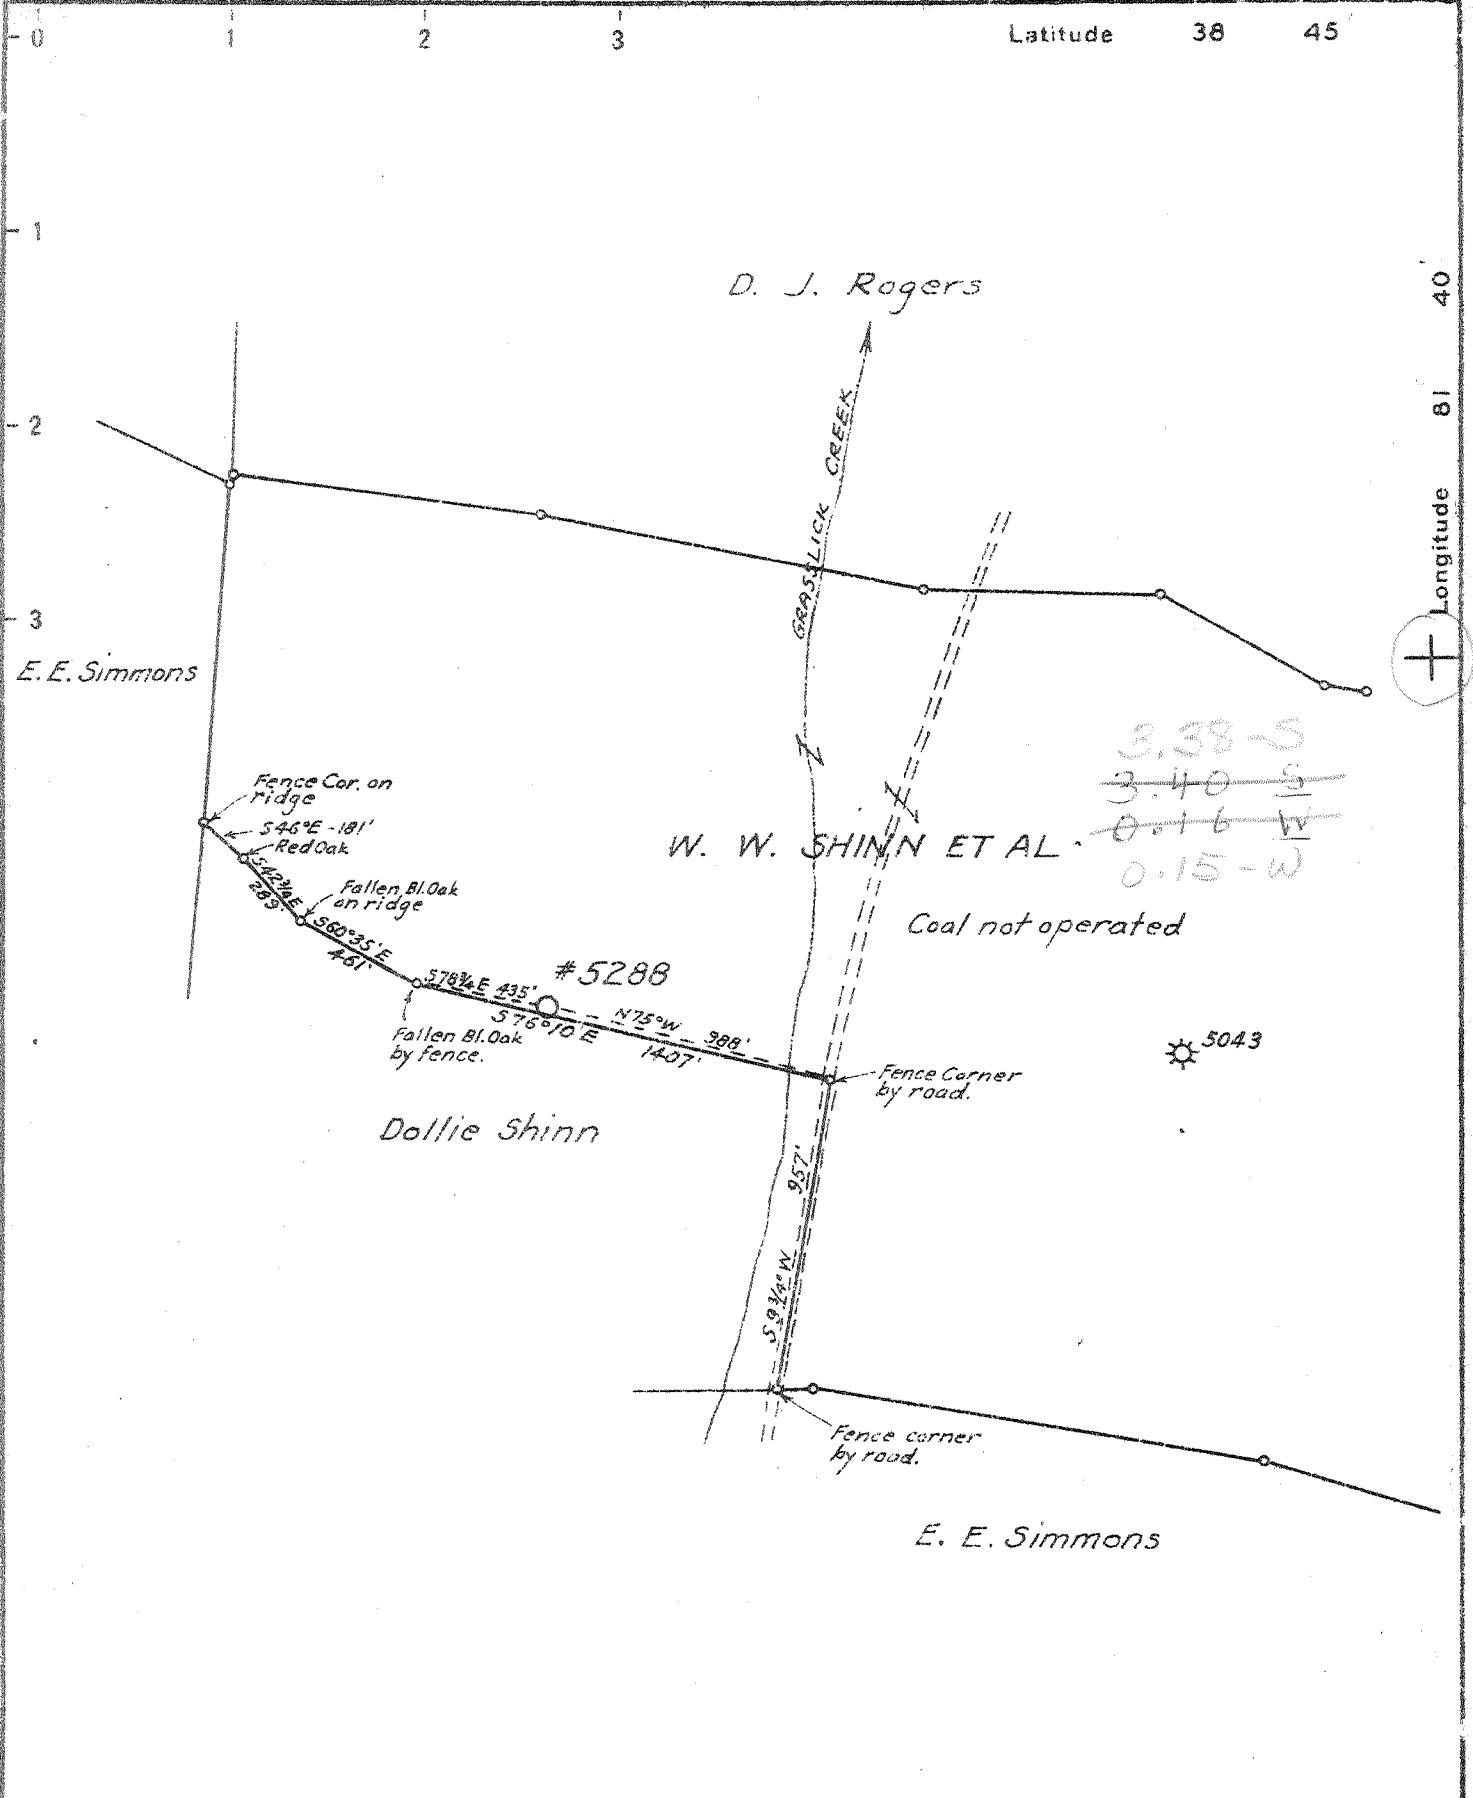 0 1 2 3 Latitude 38 45
1
2
3
Longitude 81 40
D. J. Rogers
GRASSLICK CREEK
E. E. Simmons
3.38-S
3.40 S
0.16 W
0.15-W
Fence Cor. on
ridge
S46°E-181'
Red Oak
S42¾E
289'
Fallen Bl. Oak
on ridge
S60°35'E
461'
W. W. SHINN ET AL.
Coal not operated
#5288
S78¾E 435'
N75°W 988'
S76°10'E
1407'
Fallen Bl. Oak
by fence.
5043
Fence Corner
by road.
Dollie Shinn
S9¾°W 957'
Fence corner
by road.
E. E. Simmons